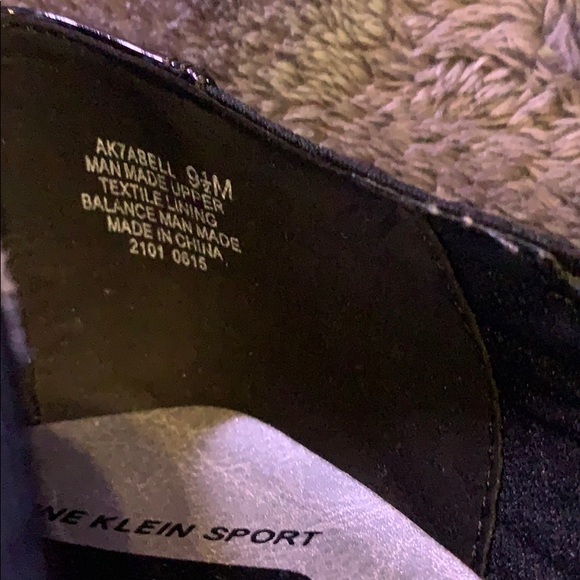 AK7ABELL 9½M
MAN MADE UPPER
TEXTILE LINING
BALANCE MAN MADE
MADE IN CHINA
2101 0615
NE KLEIN SPORT